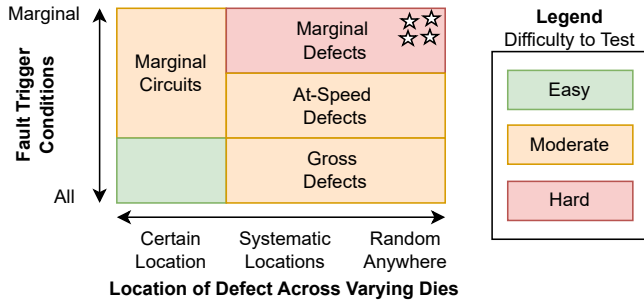 Marginal
All
Fault Trigger
Conditions
Marginal
Circuits
Marginal
Defects
At-Speed
Defects
Gross
Defects
Certain
Location
Systematic
Locations
Random
Anywhere
Location of Defect Across Varying Dies
Legend
Difficulty to Test
Easy
Moderate
Hard